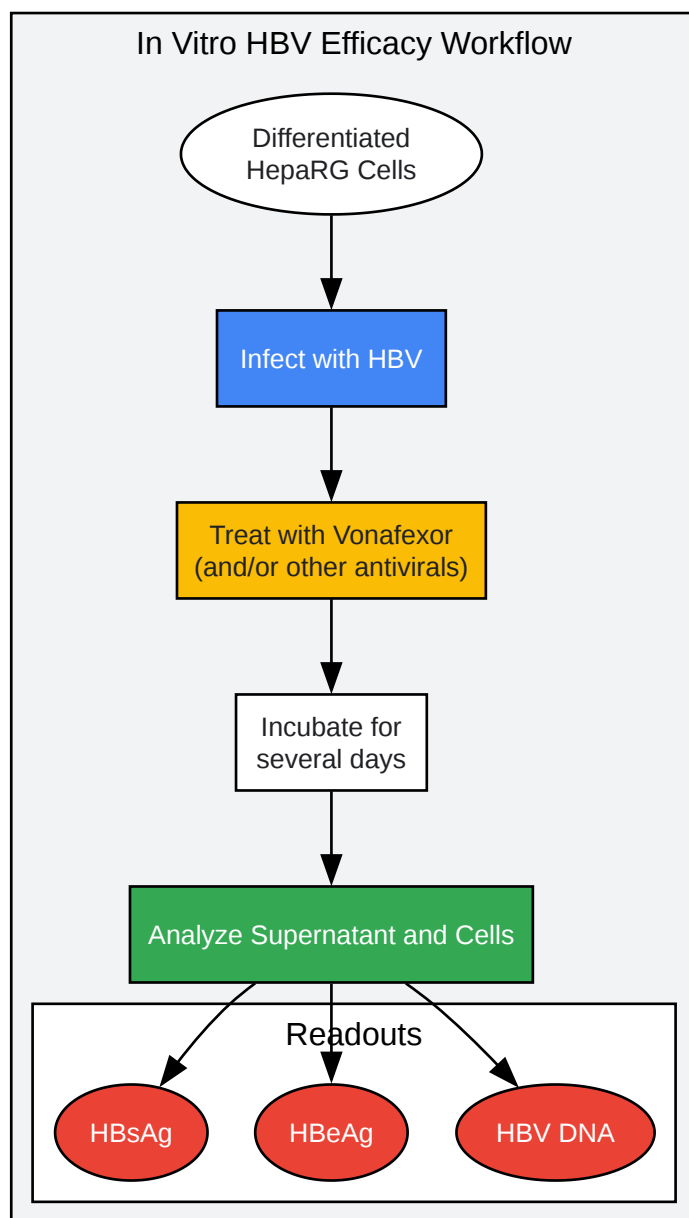 In Vitro HBV Efficacy Workflow
Differentiated
HepaRG Cells
Infect with HBV
Treat with Vonafexor
(and/or other antivirals)
Incubate for
several days
Analyze Supernatant and Cells
Readouts
HBsAg
HBeAg
HBV DNA